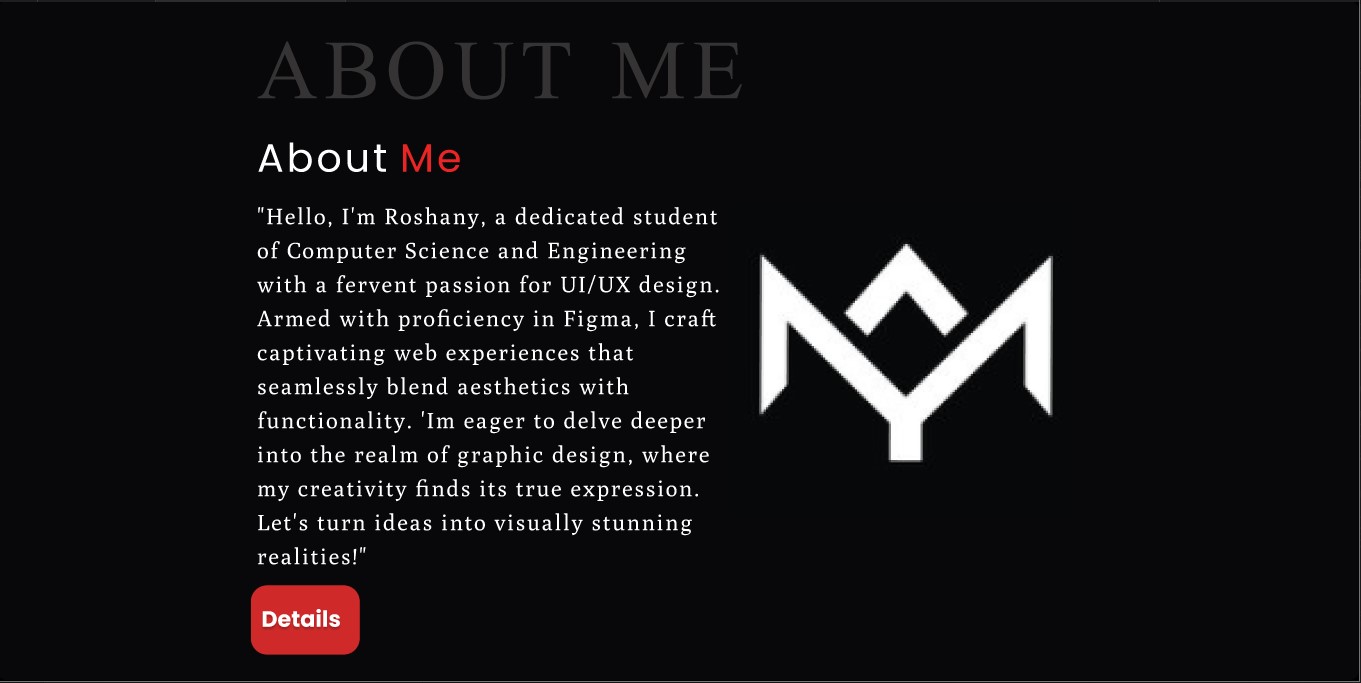 ABOUT ME
About Me
"Hello, I'm Roshany, a dedicated student
of Computer Science and Engineering
with a fervent passion for UI/UX design.
Armed with proficiency in Figma, I craft
captivating web experiences that
seamlessly blend aesthetics with
functionality. 'Im eager to delve deeper
into the realm of graphic design, where
my creativity finds its true expression.
Let's turn ideas into visually stunning
realities!"
Details